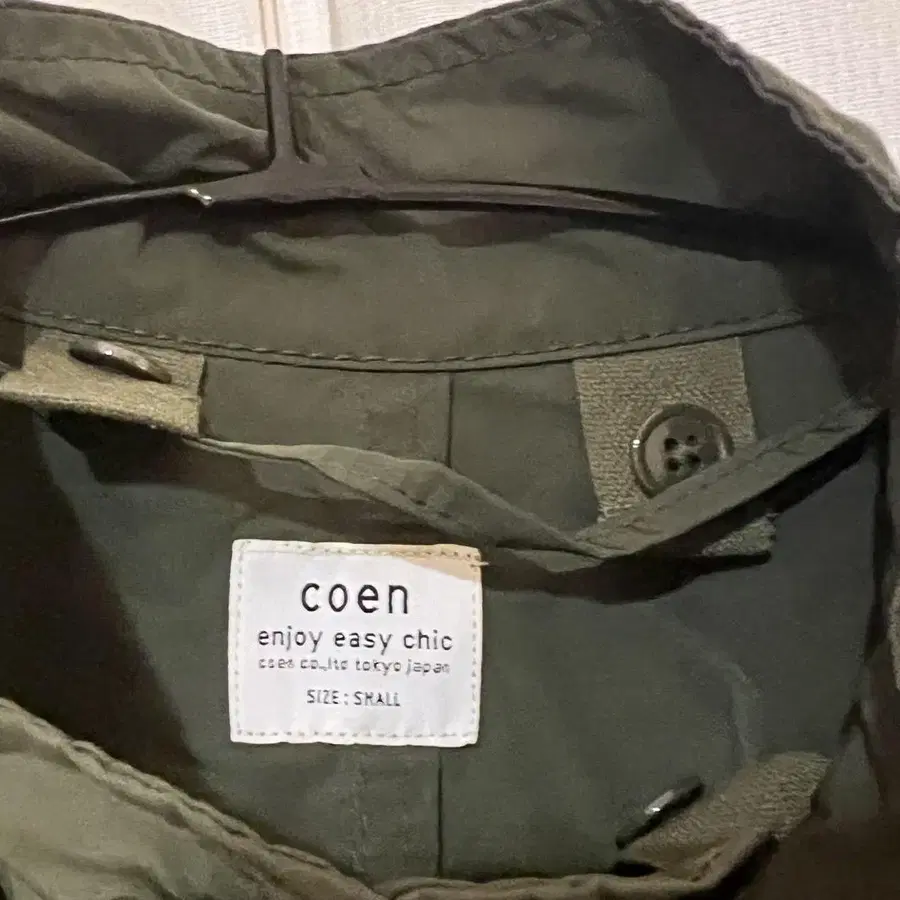 coen
enjoy easy chic
coen co.,ltd tokyo japan
SIZE : SMALL